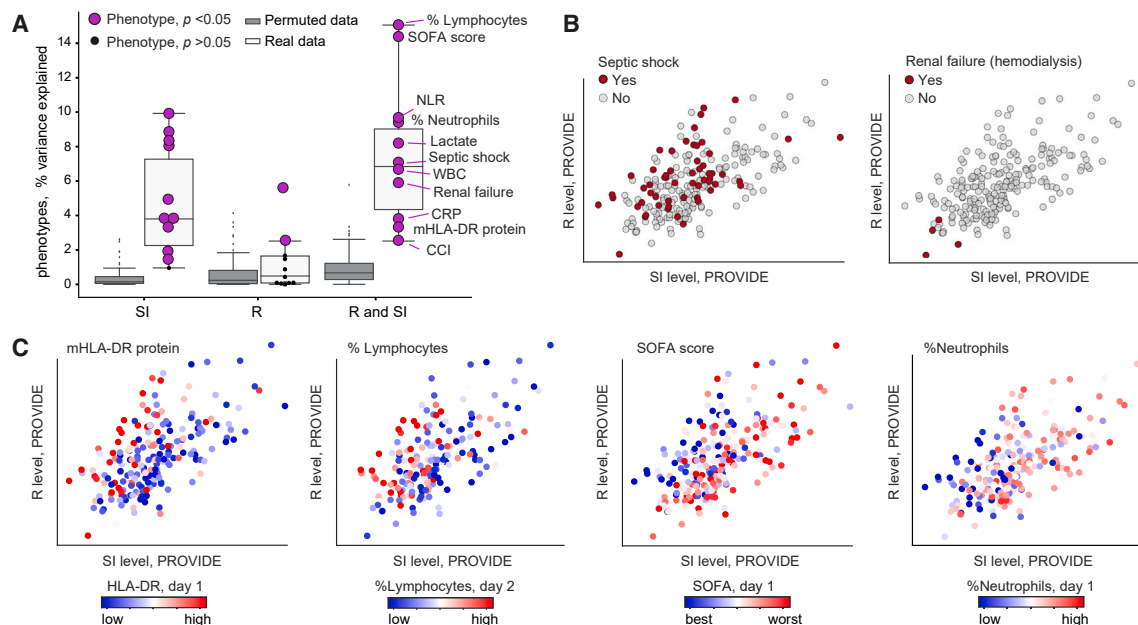 A
Phenotype, p <0.05
Permuted data
Phenotype, p >0.05
Real data
phenotypes, % variance explained
14
12
10
8
6
4
2
0
% Lymphocytes
SOFA score
NLR
% Neutrophils
Lactate
Septic shock
WBC
Renal failure
CRP
mHLA-DR protein
CCI
SI
R
R and SI
B
Septic shock
Yes
No
R level, PROVIDE
SI level, PROVIDE
Renal failure (hemodialysis)
Yes
No
R level, PROVIDE
SI level, PROVIDE
C
mHLA-DR protein
R level, PROVIDE
SI level, PROVIDE
HLA-DR, day 1
low high
% Lymphocytes
R level, PROVIDE
SI level, PROVIDE
%Lymphocytes, day 2
low high
SOFA score
R level, PROVIDE
SI level, PROVIDE
SOFA, day 1
best worst
%Neutrophils
R level, PROVIDE
SI level, PROVIDE
%Neutrophils, day 1
low high